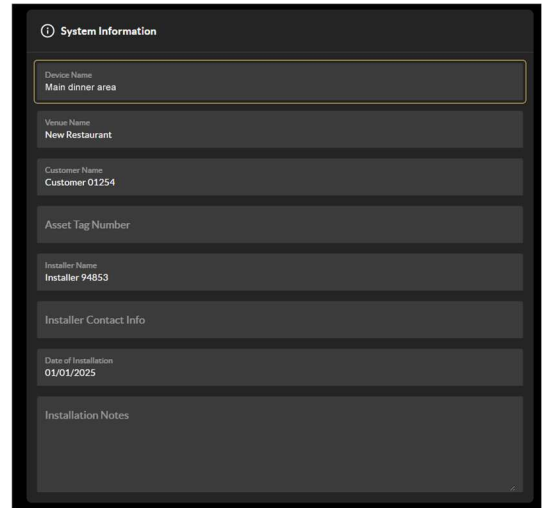 System Information
Device Name
Main dinner area
Venue Name
New Restaurant
Customer Name
Customer 01254
Asset Tag Number
Installer Name
Installer 94853
Installer Contact Info
Date of Installation
01/01/2025
Installation Notes